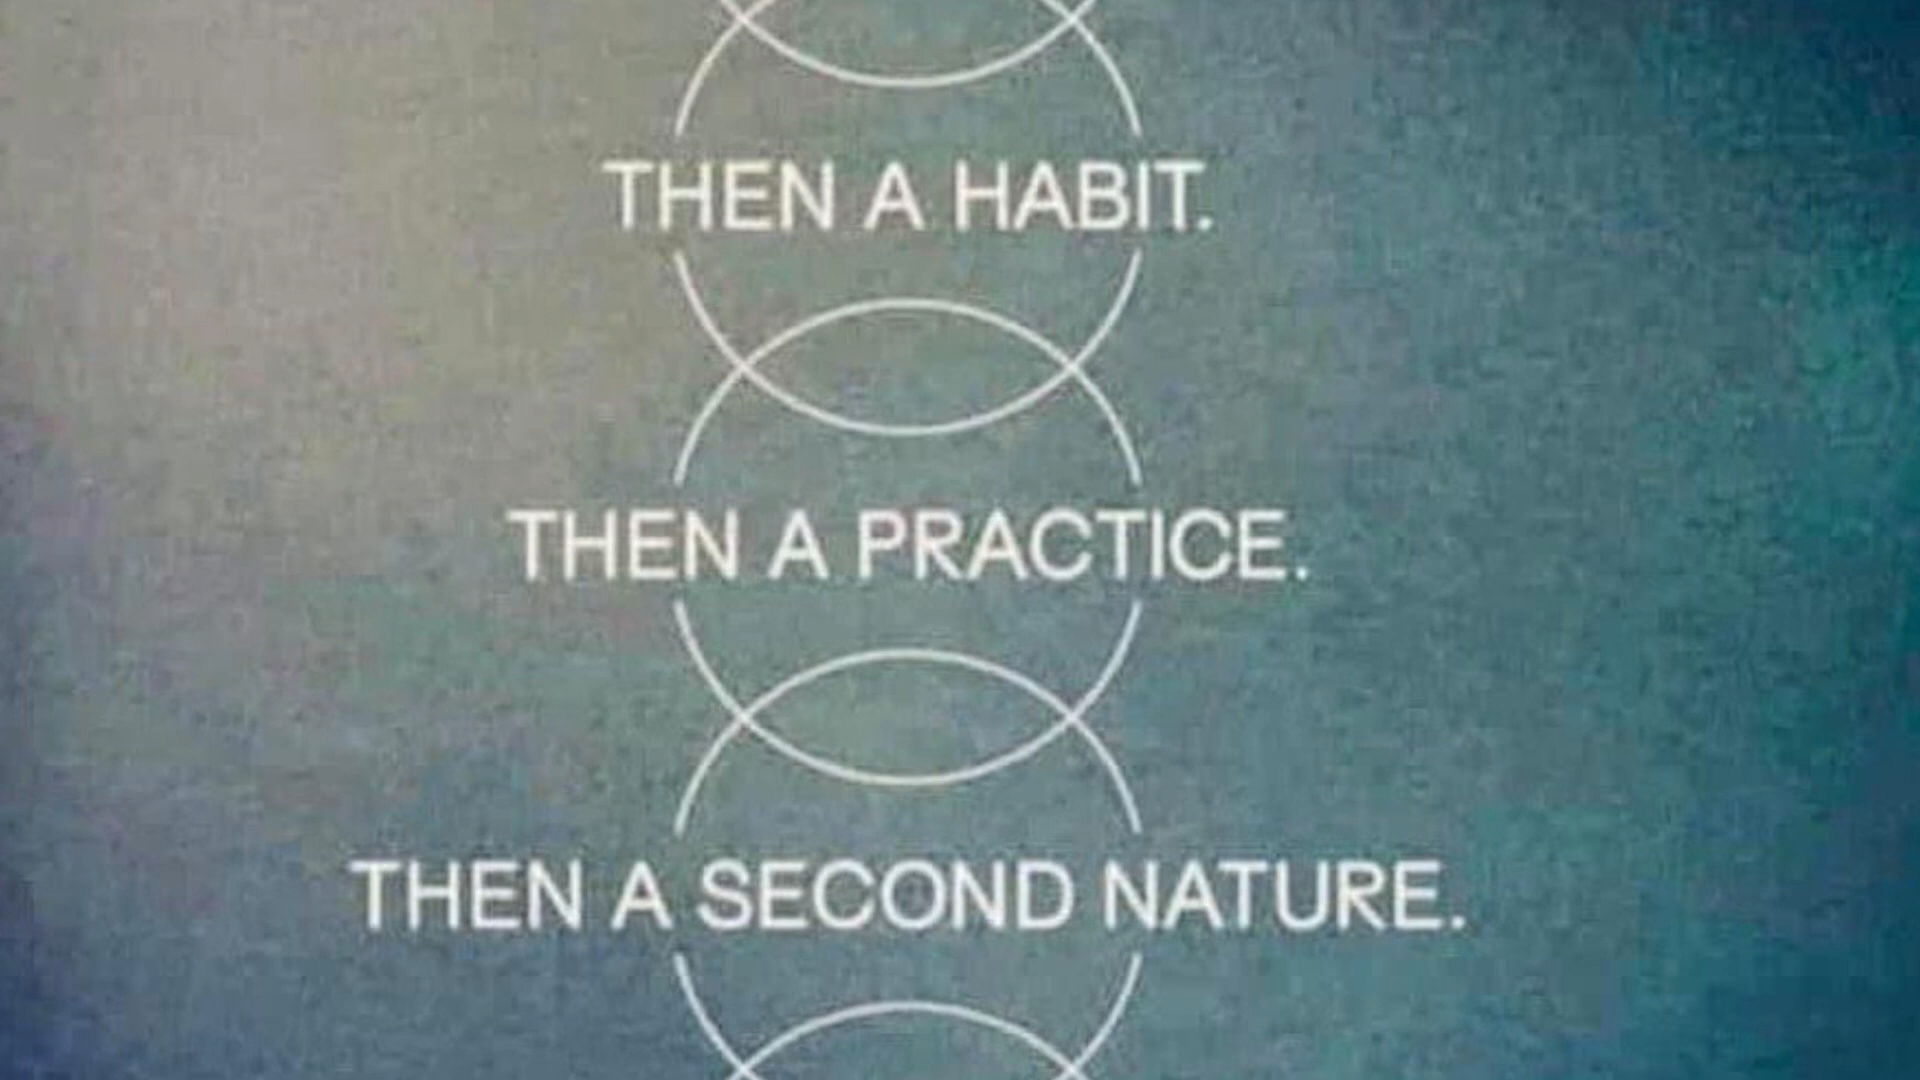 THEN A HABIT.
THEN A PRACTICE.
THEN A SECOND NATURE.